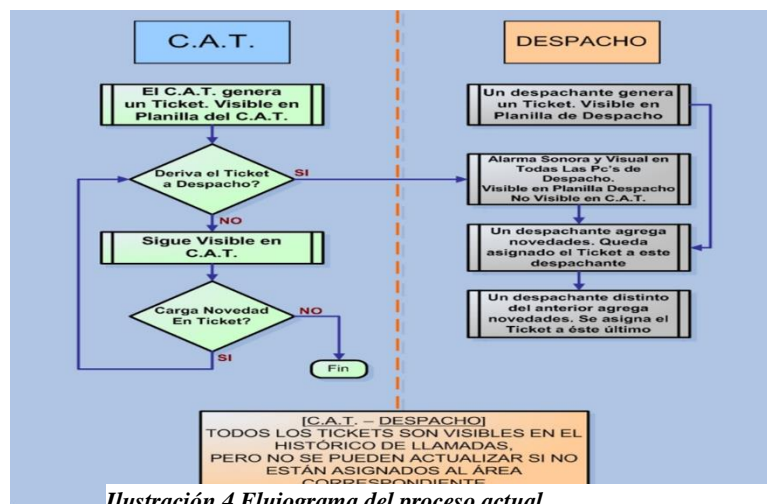 C.A.T.
El C.A.T. genera
un Ticket. Visible en
Planilla del C.A.T.
Deriva el Ticket
a Despacho?
SI
NO
Sigue Visible en
C.A.T.
Carga Novedad
En Ticket?
NO
SI
Fin
DESPACHO
Un despachante genera
un Ticket. Visible en
Planilla de Despacho
Alarma Sonora y Visual en
Todas Las Pc's de
Despacho.
Visible en Planilla Despacho
No Visible en C.A.T.
Un despachante agrega
novedades. Queda
asignado el Ticket a este
despachante
Un despachante distinto
del anterior agrega
novedades. Se asigna el
Ticket a éste último
[C.A.T. – DESPACHO]
TODOS LOS TICKETS SON VISIBLES EN EL
HISTÓRICO DE LLAMADAS,
PERO NO SE PUEDEN ACTUALIZAR SI NO
ESTÁN ASIGNADOS AL ÁREA
CORRESPONDIENTE
Ilustración 4 Flujograma del proceso actual